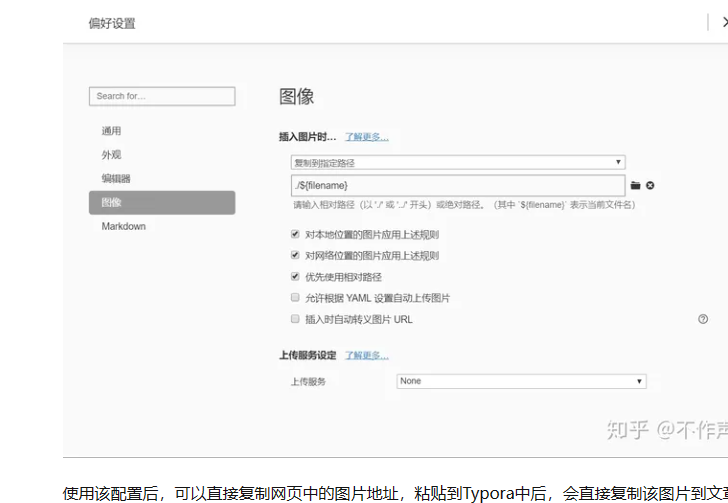 偏好设置
Search for...
图像
通用
外观
编辑器
图像
Markdown
插入图片时... 了解更多...
复制到指定路径
./${filename}
请输入相对路径（以 './' 或 '../' 开头）或绝对路径。（其中 `${filename}` 表示当前文件名）
对本地位置的图片应用上述规则
对网络位置的图片应用上述规则
优先使用相对路径
允许根据 YAML 设置自动上传图片
插入时自动转义图片 URL
上传服务设定 了解更多...
上传服务 None
知乎 @不作声
使用该配置后，可以直接复制网页中的图片地址，粘贴到Typora中后，会直接复制该图片到文章